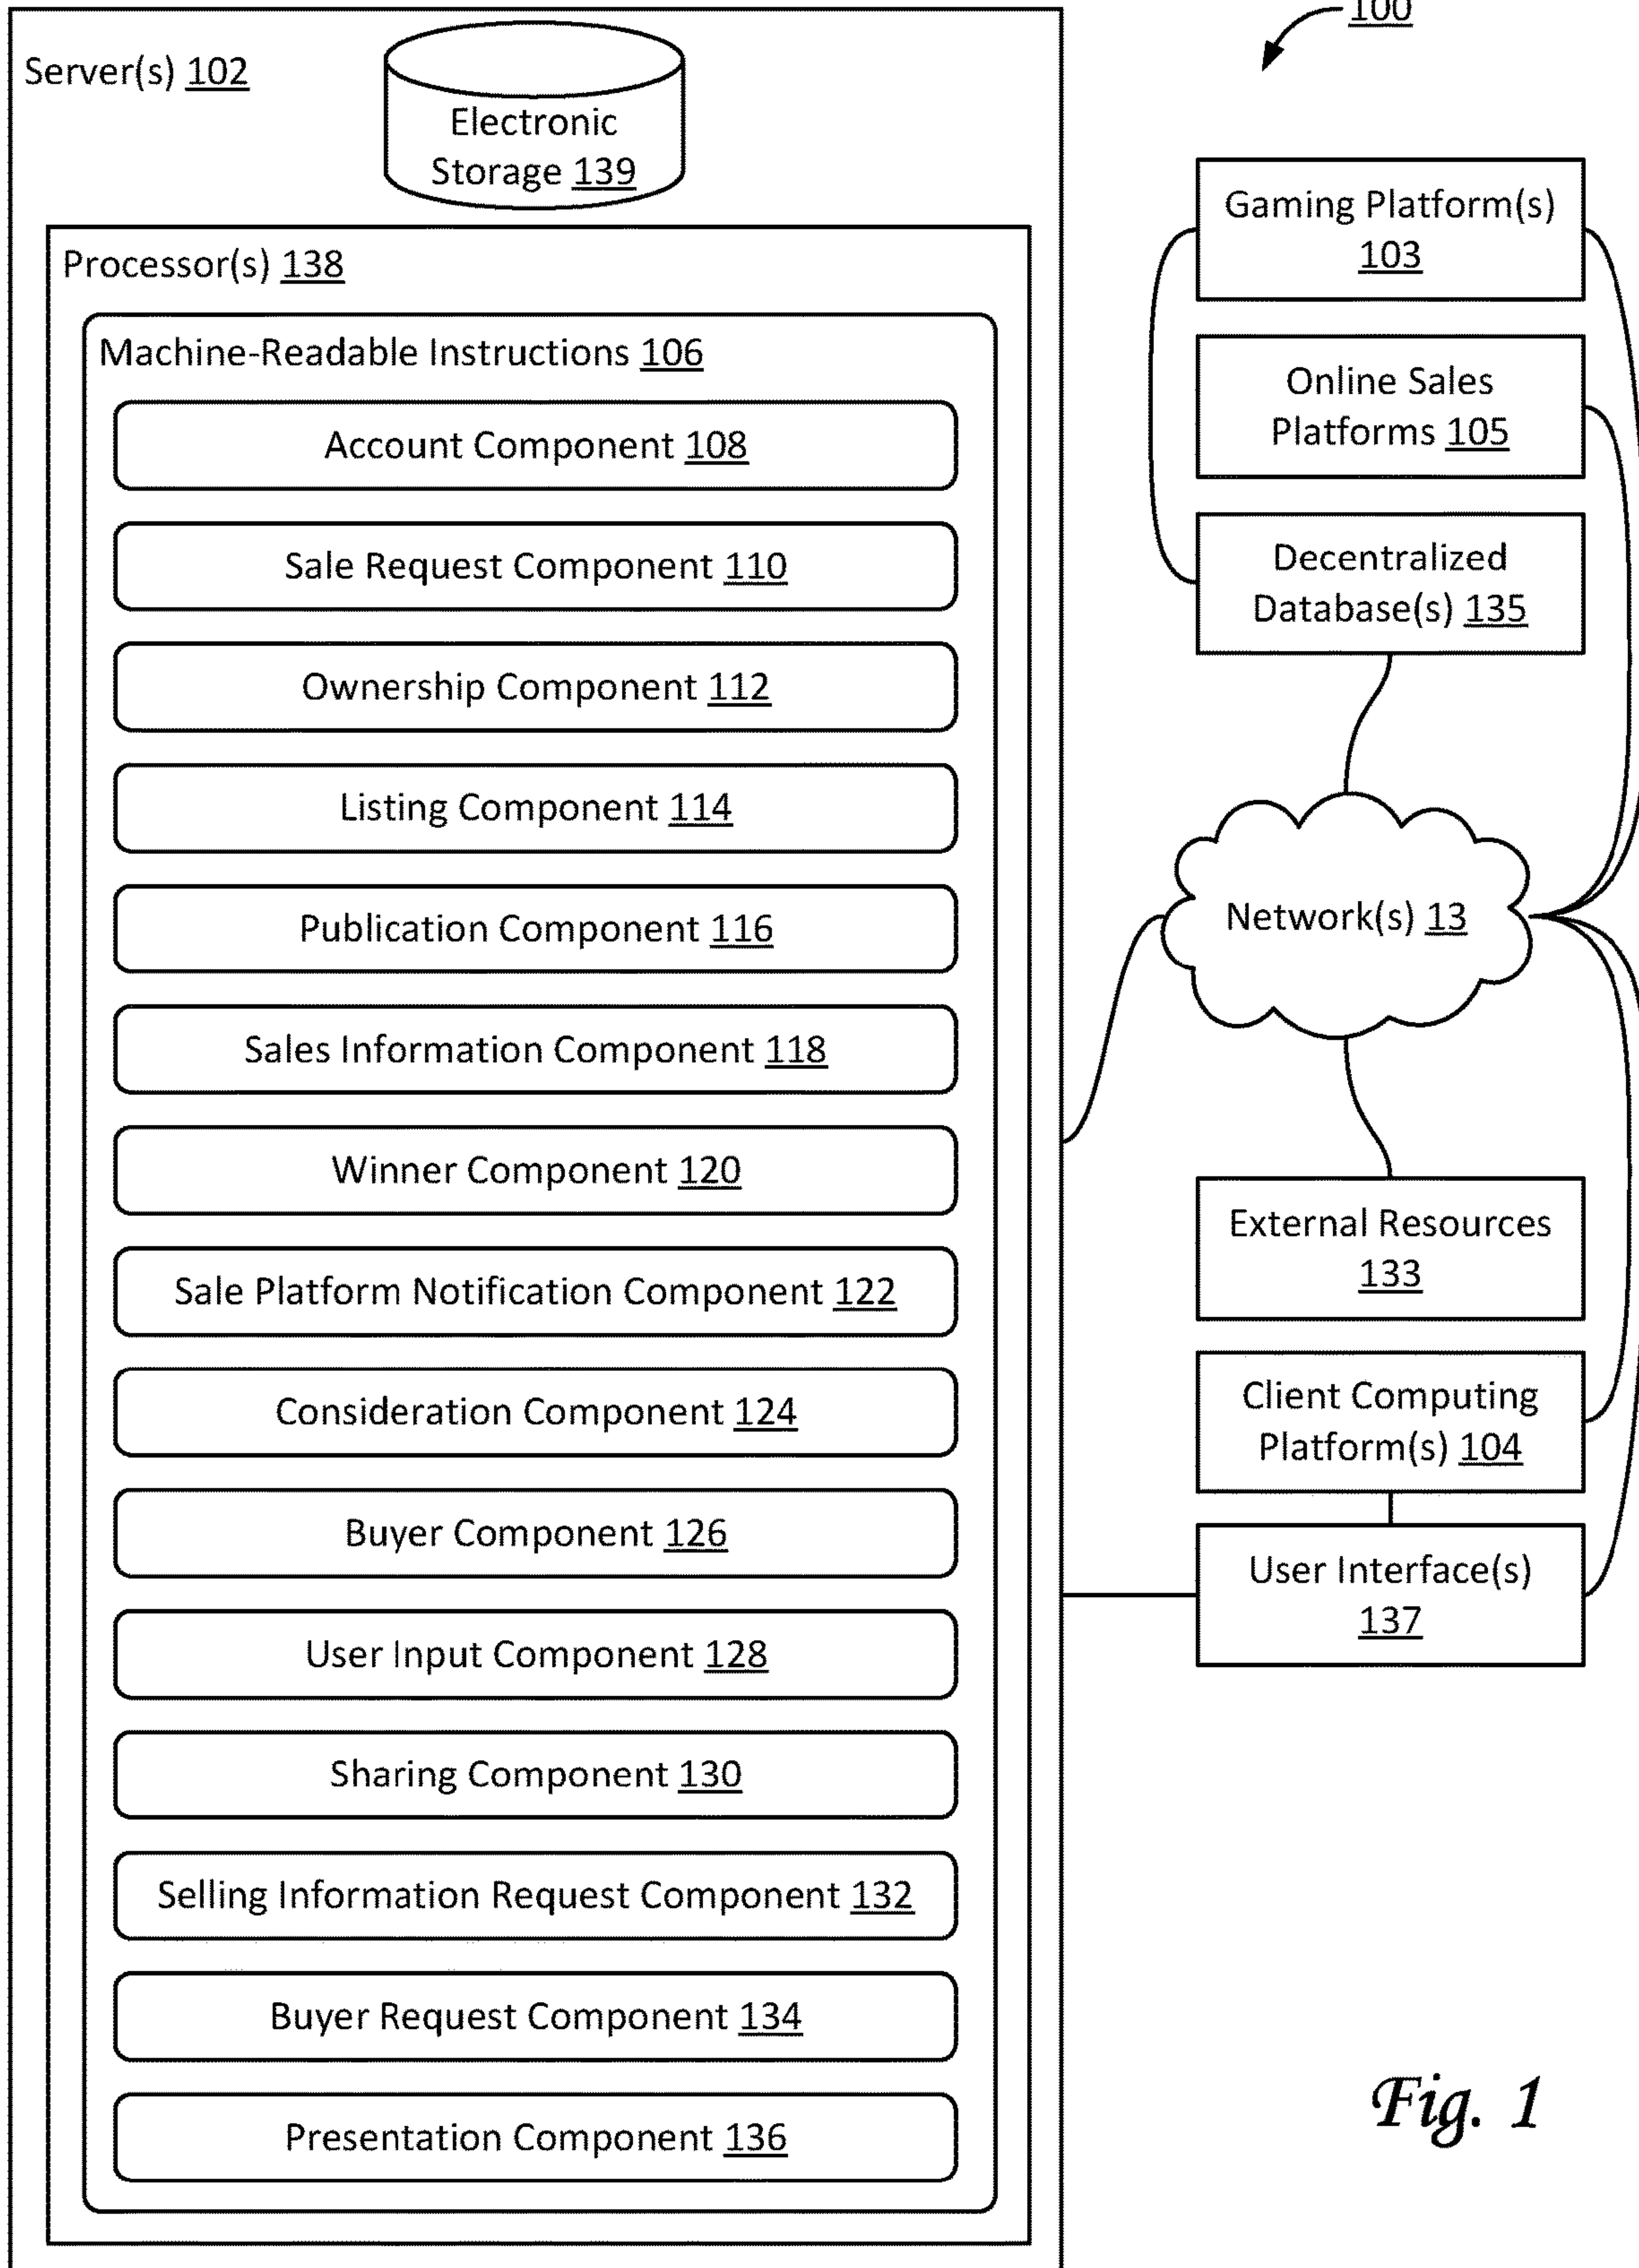 100
Server(s) 102
Electronic
Storage 139
Processor(s) 138
Machine-Readable Instructions 106
Account Component 108
Sale Request Component 110
Ownership Component 112
Listing Component 114
Publication Component 116
Sales Information Component 118
Winner Component 120
Sale Platform Notification Component 122
Consideration Component 124
Buyer Component 126
User Input Component 128
Sharing Component 130
Selling Information Request Component 132
Buyer Request Component 134
Presentation Component 136
Gaming Platform(s)
103
Online Sales
Platforms 105
Decentralized
Database(s) 135
Network(s) 13
External Resources
133
Client Computing
Platform(s) 104
User Interface(s)
137
Fig. 1